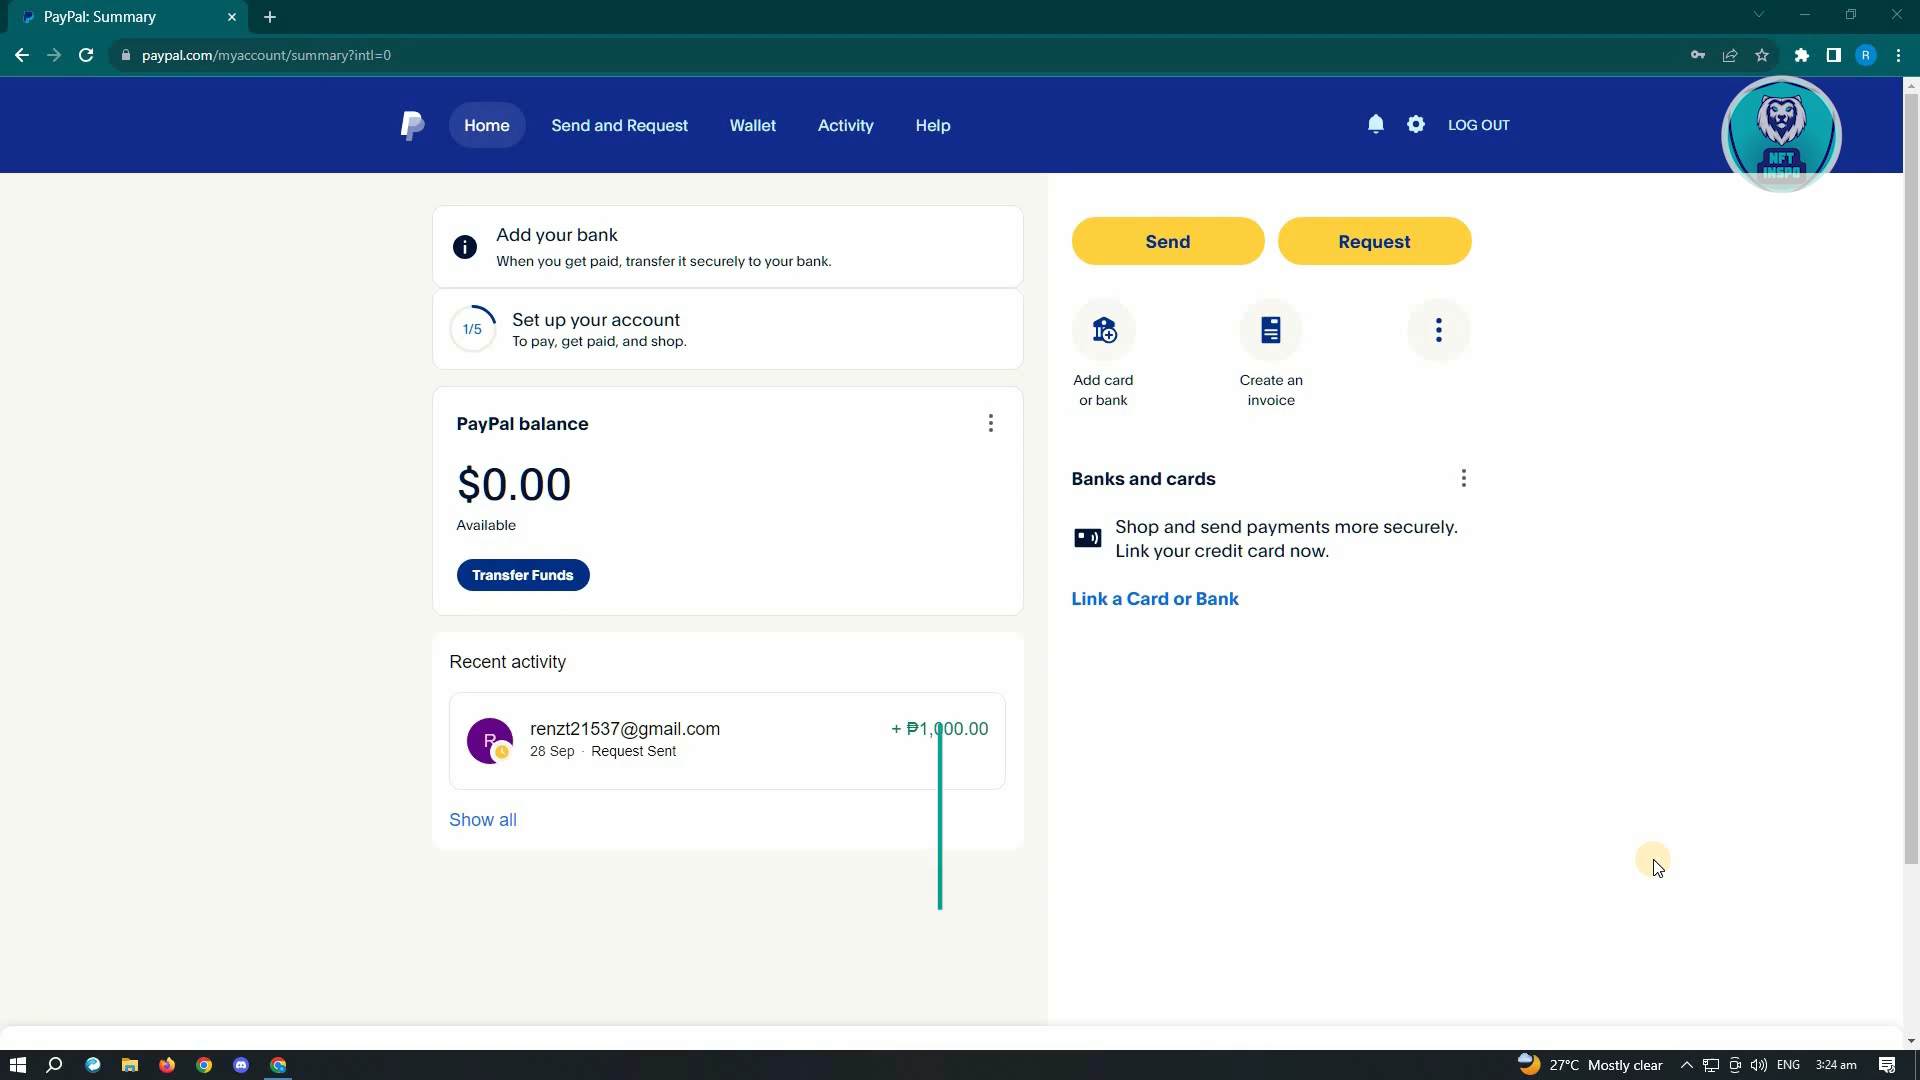 PayPal: Summary
paypal.com/myaccount/summary?intl=0
R
Home
Send and Request
Wallet
Activity
Help
LOG OUT
NFT
INSPO
Add your bank
When you get paid, transfer it securely to your bank.
1/5
Set up your account
To pay, get paid, and shop.
PayPal balance
$0.00
Available
Transfer Funds
Recent activity
R
renzt21537@gmail.com
+ ₱1,000.00
28 Sep · Request Sent
Show all
Send
Request
Add card
or bank
Create an
invoice
Banks and cards
Shop and send payments more securely.
Link your credit card now.
Link a Card or Bank
27°C Mostly clear
ENG
3:24 am